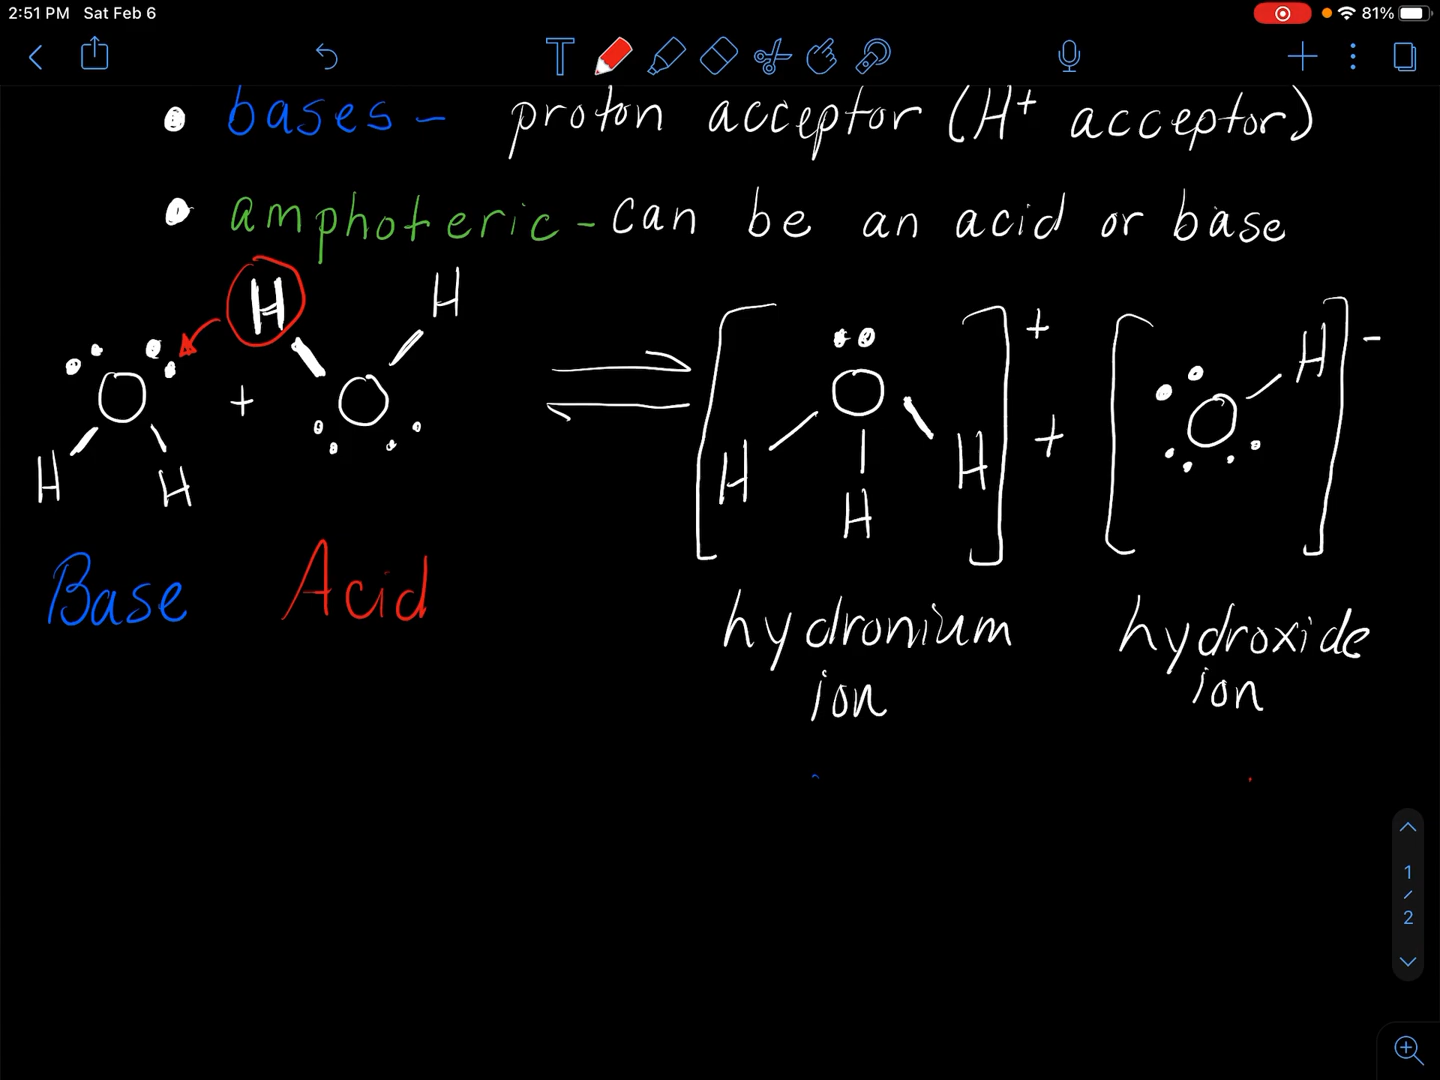 2:51 PM Sat Feb 6 81%
T
bases - proton acceptor (H+ acceptor)
amphoteric - can be an acid or base
H H
O + O
H H
[ O H H H ]+ + [ O H ]-
Base Acid
hydronium ion
hydroxide ion
1
/
2